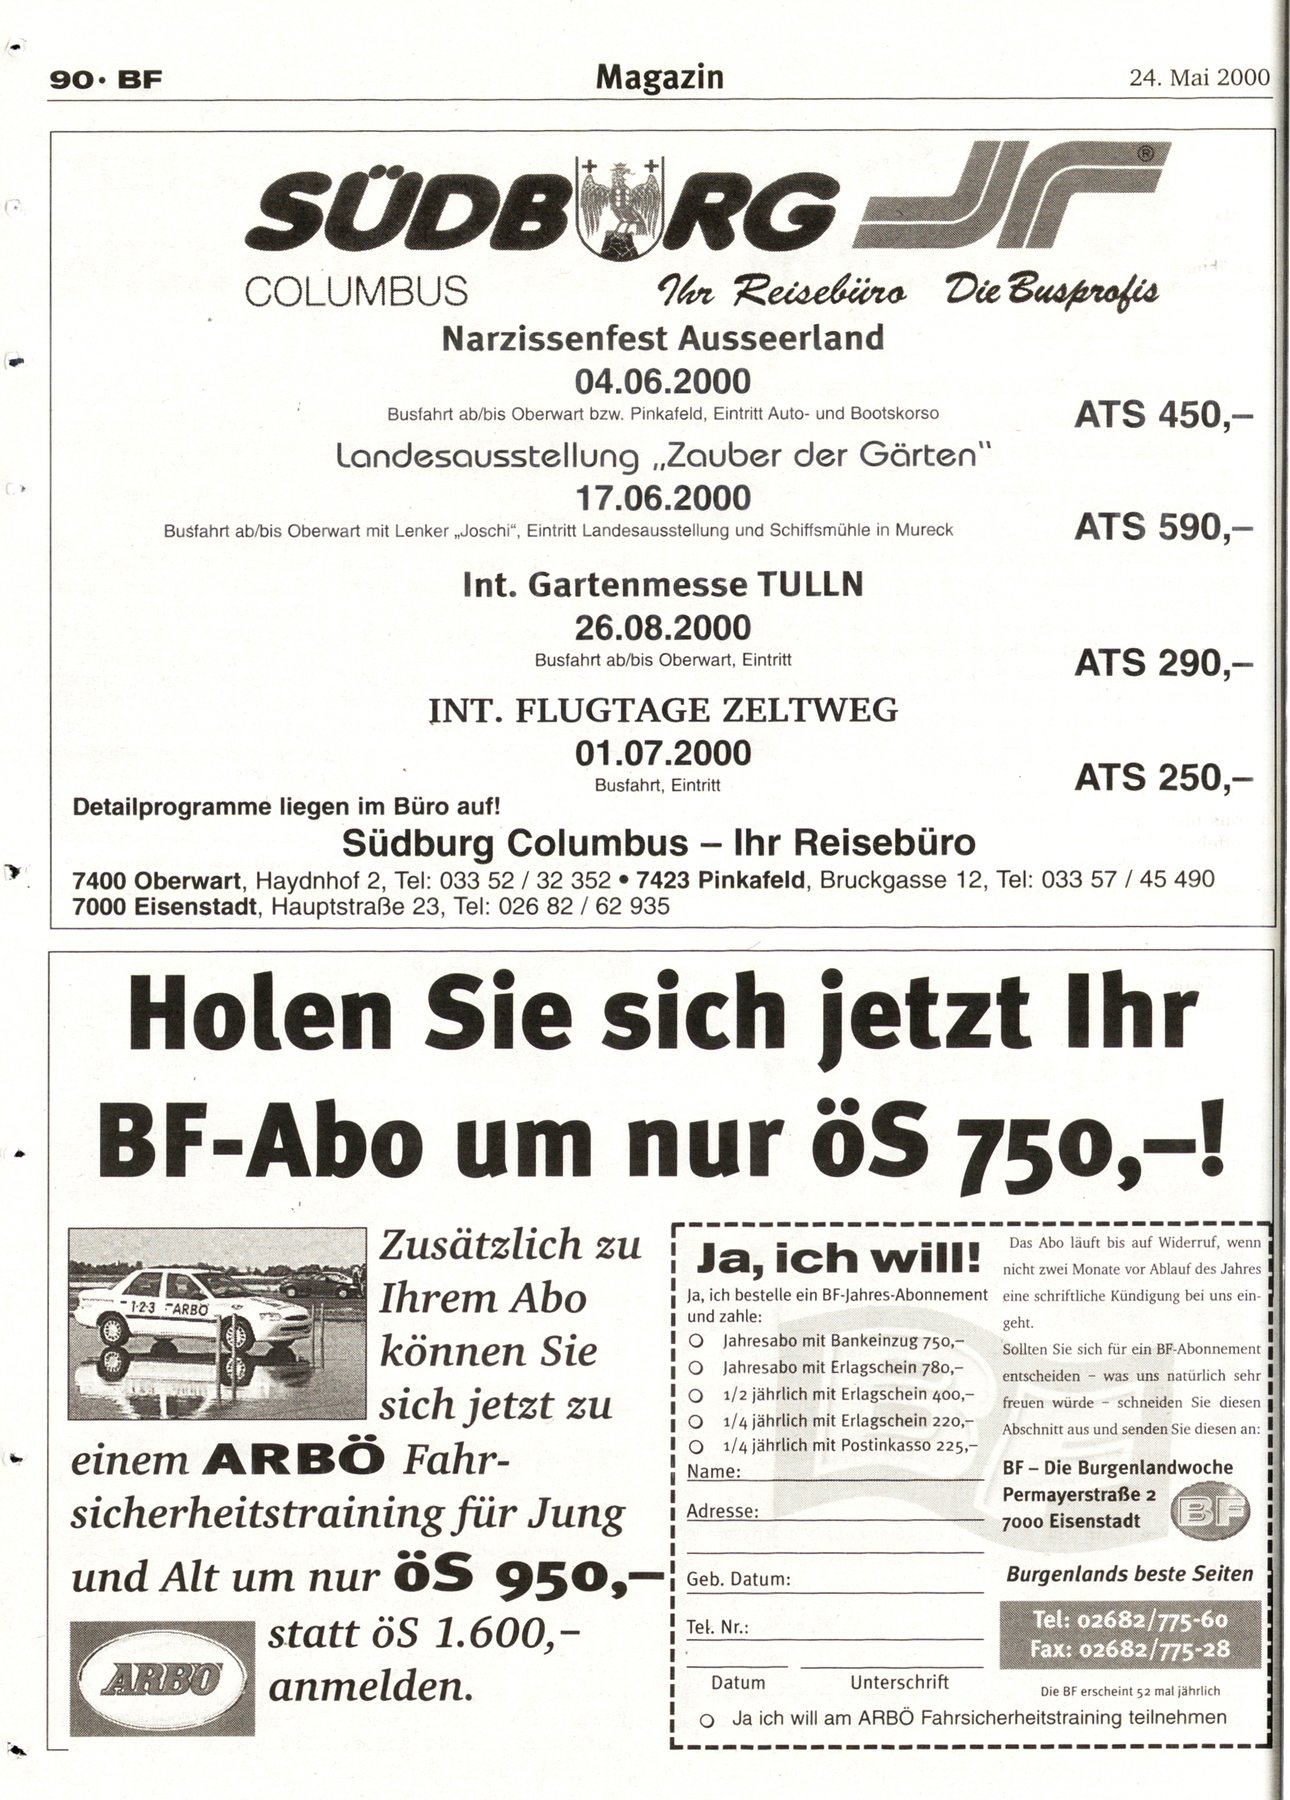 90 · BF
Magazin
24. Mai 2000
SÜDBURG
®
COLUMBUS
Ihr Reisebüro
Die Busprofis
Narzissenfest Ausseerland
04.06.2000
Busfahrt ab/bis Oberwart bzw. Pinkafeld, Eintritt Auto- und Bootskorso
ATS 450,–
Landesausstellung „Zauber der Gärten"
17.06.2000
Busfahrt ab/bis Oberwart mit Lenker „Joschi“, Eintritt Landesausstellung und Schiffsmühle in Mureck
ATS 590,–
Int. Gartenmesse TULLN
26.08.2000
Busfahrt ab/bis Oberwart, Eintritt
ATS 290,–
INT. FLUGTAGE ZELTWEG
01.07.2000
Busfahrt, Eintritt
ATS 250,–
Detailprogramme liegen im Büro auf!
Südburg Columbus – Ihr Reisebüro
7400 Oberwart, Haydnhof 2, Tel: 033 52 / 32 352 • 7423 Pinkafeld, Bruckgasse 12, Tel: 033 57 / 45 490
7000 Eisenstadt, Hauptstraße 23, Tel: 026 82 / 62 935
Holen Sie sich jetzt Ihr
BF-Abo um nur öS 750,–!
1-2-3 ARBÖ
Zusätzlich zu
Ihrem Abo
können Sie
sich jetzt zu
einem ARBÖ Fahr-
sicherheitstraining für Jung
und Alt um nur öS 950,–
statt öS 1.600,–
anmelden.
ARBÖ
Ja, ich will!
Ja, ich bestelle ein BF-Jahres-Abonnement
und zahle:
Jahresabo mit Bankeinzug 750,–
Jahresabo mit Erlagschein 780,–
1/2 jährlich mit Erlagschein 400,–
1/4 jährlich mit Erlagschein 220,–
1/4 jährlich mit Postinkasso 225,–
Name:
Adresse:
Geb. Datum:
Tel. Nr.:
Datum
Unterschrift
Das Abo läuft bis auf Widerruf, wenn
nicht zwei Monate vor Ablauf des Jahres
eine schriftliche Kündigung bei uns ein-
geht.
Sollten Sie sich für ein BF-Abonnement
entscheiden – was uns natürlich sehr
freuen würde – schneiden Sie diesen
Abschnitt aus und senden Sie diesen an:
BF – Die Burgenlandwoche
Permayerstraße 2
7000 Eisenstadt
BF
Burgenlands beste Seiten
Tel: 02682/775-60
Fax: 02682/775-28
Die BF erscheint 52 mal jährlich
Ja ich will am ARBÖ Fahrsicherheitstraining teilnehmen